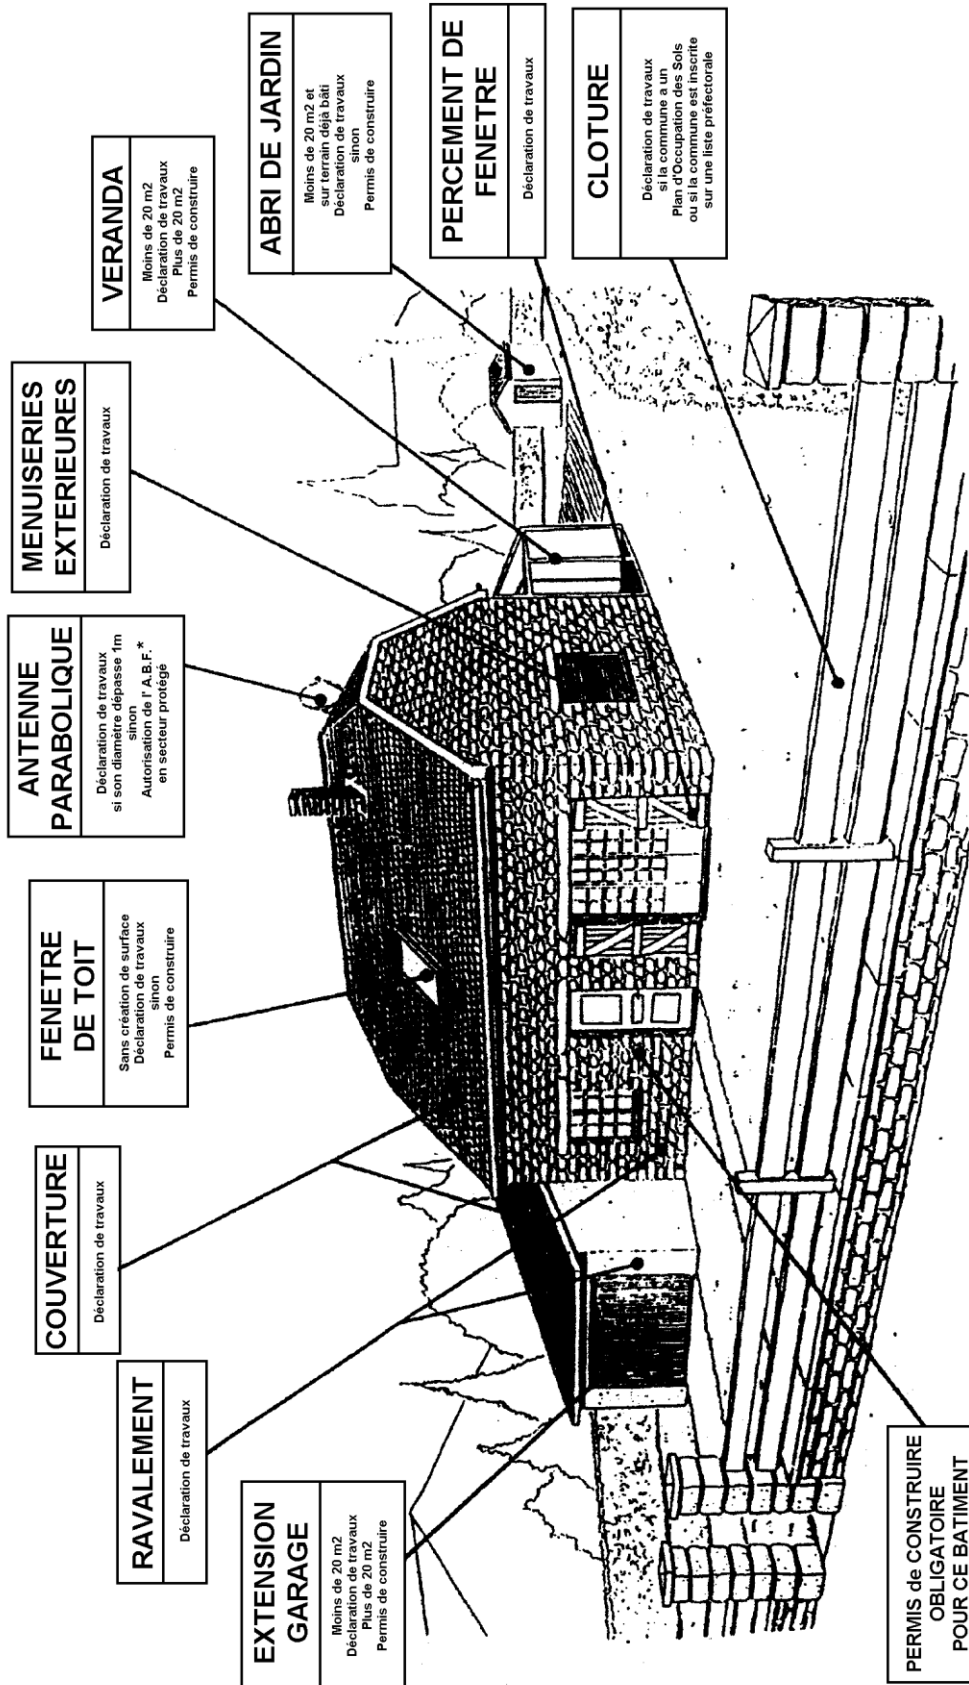 EXTENSION
GARAGE
Moins de 20 m2
Déclaration de travaux
Plus de 20 m2
Permis de construire
RAVALEMENT
Déclaration de travaux
COUVERTURE
Déclaration de travaux
FENETRE
DE TOIT
Sans création de surface
Déclaration de travaux
sinon
Permis de construire
ANTENNE
PARABOLIQUE
Déclaration de travaux
si son diamètre dépasse 1m
sinon
Autorisation de l' A.B.F.*
en secteur protégé
MENUISERIES
EXTERIEURES
Déclaration de travaux
VERANDA
Moins de 20 m2
Déclaration de travaux
Plus de 20 m2
Permis de construire
ABRI DE JARDIN
Moins de 20 m2 et
sur terrain déjà bâti
Déclaration de travaux
sinon
Permis de construire
PERCEMENT DE
FENETRE
Déclaration de travaux
CLOTURE
Déclaration de travaux
si la commune a un
Plan d'Occupation des Sols
ou si la commune est inscrite
sur une liste préfectorale
PERMIS de CONSTRUIRE
OBLIGATOIRE
POUR CE BATIMENT